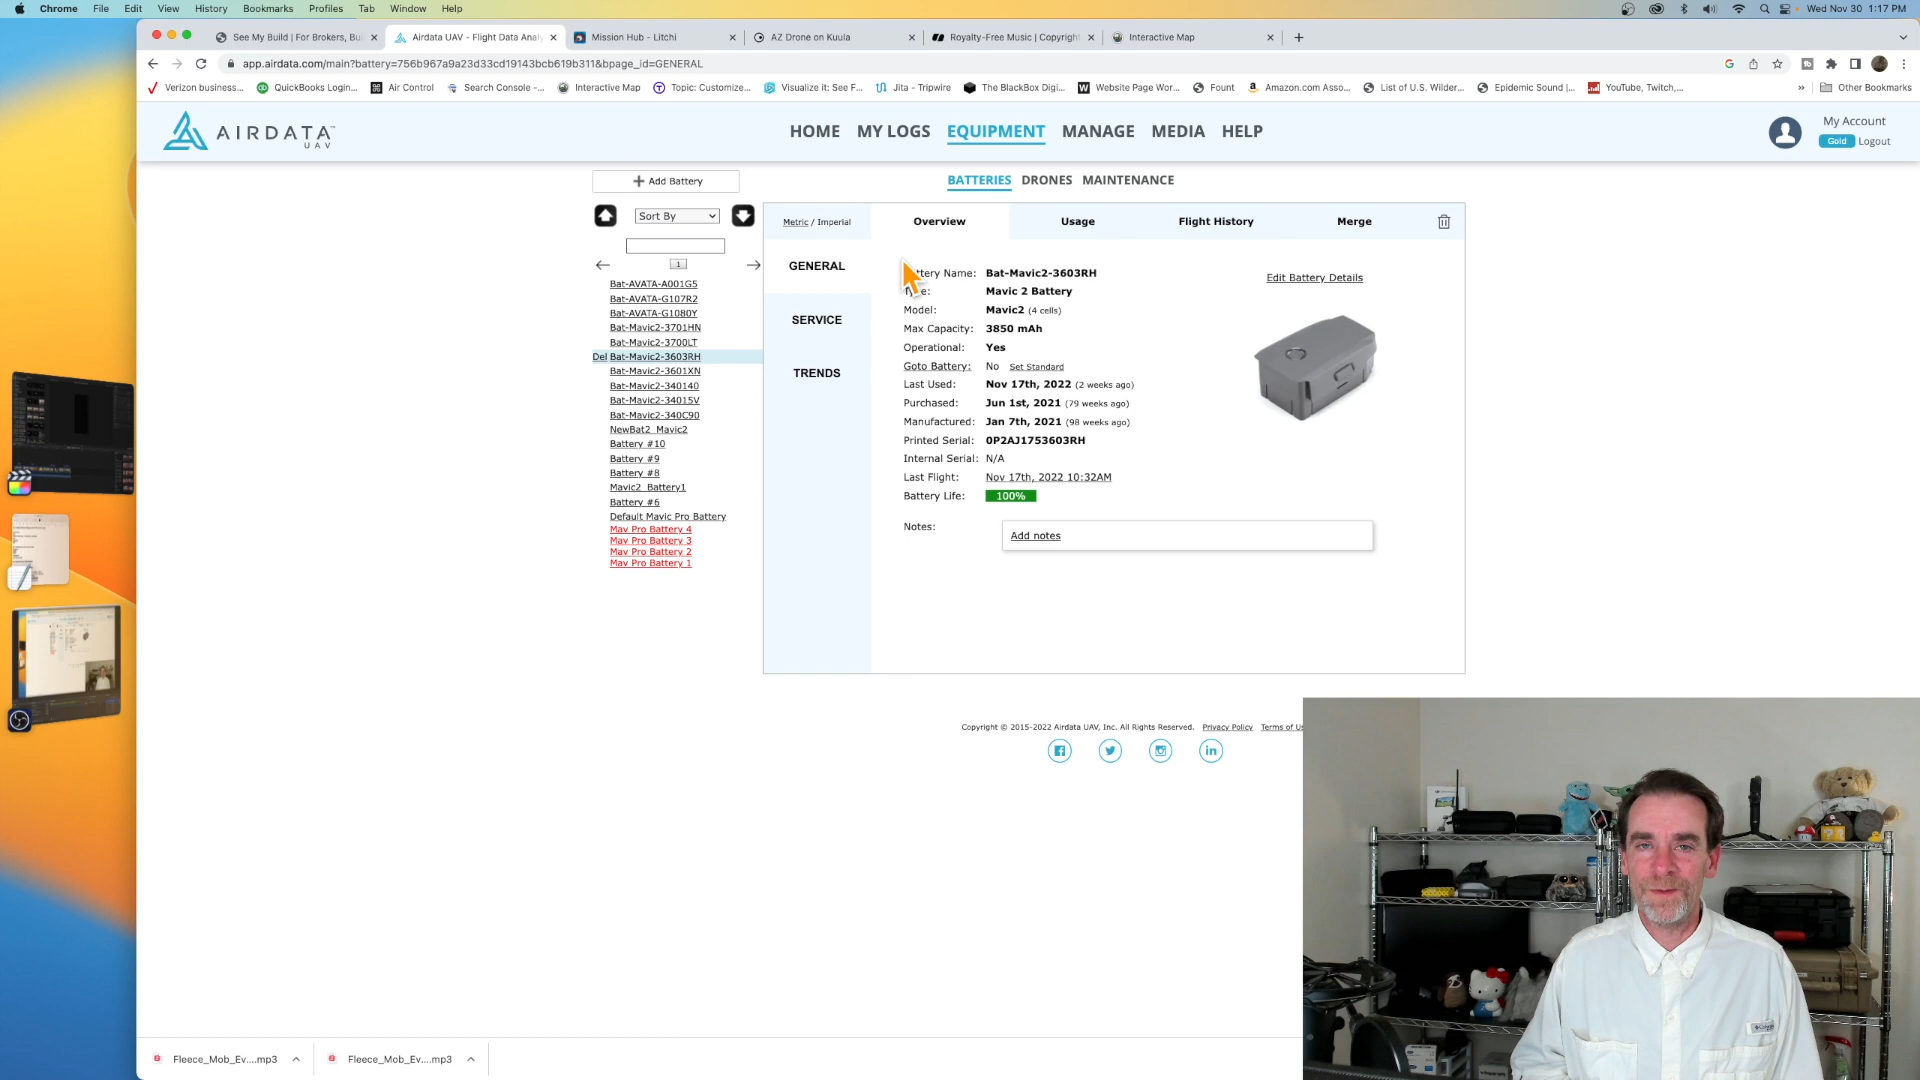 Chrome File Edit View History Bookmarks Profiles Tab Window Help Wed Nov 30 1:17 PM
See My Build | For Brokers, Bui Airdata UAV - Flight Data Analy Mission Hub - Litchi AZ Drone on Kuula Royalty-Free Music | Copyright Interactive Map
app.airdata.com/main?battery=756b967a9a23d33cd19143bcb619b311&bpage_id=GENERAL
Verizon business... QuickBooks Login... Air Control Search Console -... Interactive Map Topic: Customize... Visualize it: See F... Jita - Tripwire The BlackBox Digi... Website Page Wor... Fount Amazon.com Asso... List of U.S. Wilder... Epidemic Sound |... YouTube, Twitch,... » Other Bookmarks
AIRDATA UAV
HOME MY LOGS EQUIPMENT MANAGE MEDIA HELP
My Account
Gold Logout
+ Add Battery
BATTERIES DRONES MAINTENANCE
Sort By
Metric / Imperial Overview Usage Flight History Merge
1
GENERAL
SERVICE
TRENDS
Bat-AVATA-A001G5
Bat-AVATA-G107R2
Bat-AVATA-G1080Y
Bat-Mavic2-3701HN
Bat-Mavic2-3700LT
Del Bat-Mavic2-3603RH
Bat-Mavic2-3601XN
Bat-Mavic2-340140
Bat-Mavic2-34015V
Bat-Mavic2-340C90
NewBat2_Mavic2
Battery #10
Battery #9
Battery #8
Mavic2_Battery1
Battery #6
Default Mavic Pro Battery
Mav Pro Battery 4
Mav Pro Battery 3
Mav Pro Battery 2
Mav Pro Battery 1
ttery Name: Bat-Mavic2-3603RH
Mavic 2 Battery
Model: Mavic2 (4 cells)
Max Capacity: 3850 mAh
Operational: Yes
Goto Battery: No Set Standard
Last Used: Nov 17th, 2022 (2 weeks ago)
Purchased: Jun 1st, 2021 (79 weeks ago)
Manufactured: Jan 7th, 2021 (98 weeks ago)
Printed Serial: 0P2AJ1753603RH
Internal Serial: N/A
Last Flight: Nov 17th, 2022 10:32AM
Battery Life: 100%
Notes: Add notes
Edit Battery Details
Copyright © 2015-2022 Airdata UAV, Inc. All Rights Reserved. Privacy Policy Terms of Us
Fleece_Mob_Ev....mp3 Fleece_Mob_Ev....mp3